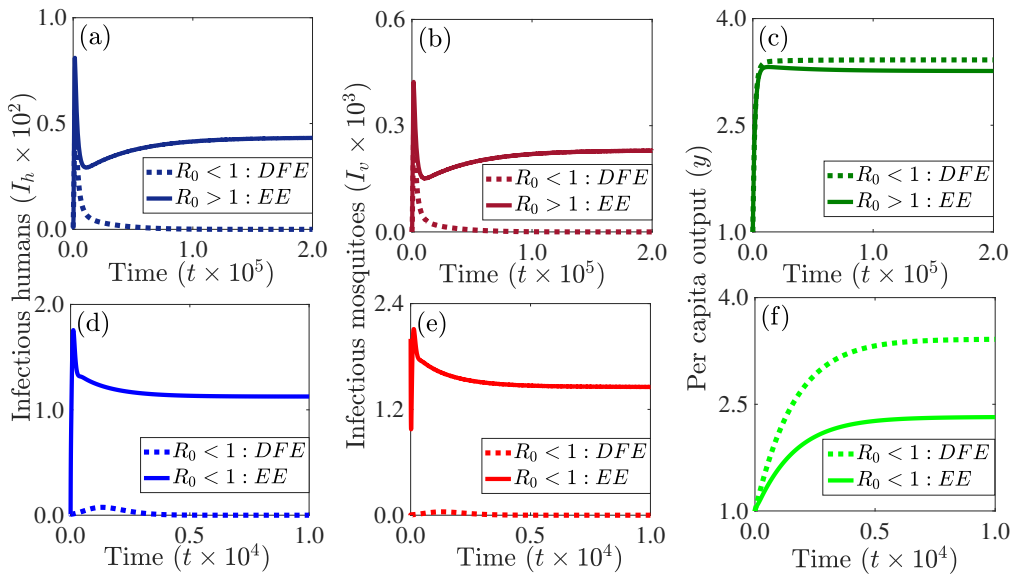 Infectious humans (I_h × 10^2)
(a)
1.0
0.5
0.0
R_0 < 1 : DFE
R_0 > 1 : EE
0.0 1.0 2.0
Time (t × 10^5)
Infectious mosquitoes (I_v × 10^3)
(b)
0.6
0.3
0.0
R_0 < 1 : DFE
R_0 > 1 : EE
0.0 1.0 2.0
Time (t × 10^5)
Per capita output (y)
(c)
4.0
2.5
1.0
R_0 < 1 : DFE
R_0 > 1 : EE
0.0 1.0 2.0
Time (t × 10^5)
(d)
2.0
1.0
0.0
R_0 < 1 : DFE
R_0 < 1 : EE
0.0 0.5 1.0
Time (t × 10^4)
(e)
2.4
1.2
0.0
R_0 < 1 : DFE
R_0 < 1 : EE
0.0 0.5 1.0
Time (t × 10^4)
(f)
4.0
2.5
1.0
R_0 < 1 : DFE
R_0 < 1 : EE
0.0 0.5 1.0
Time (t × 10^4)